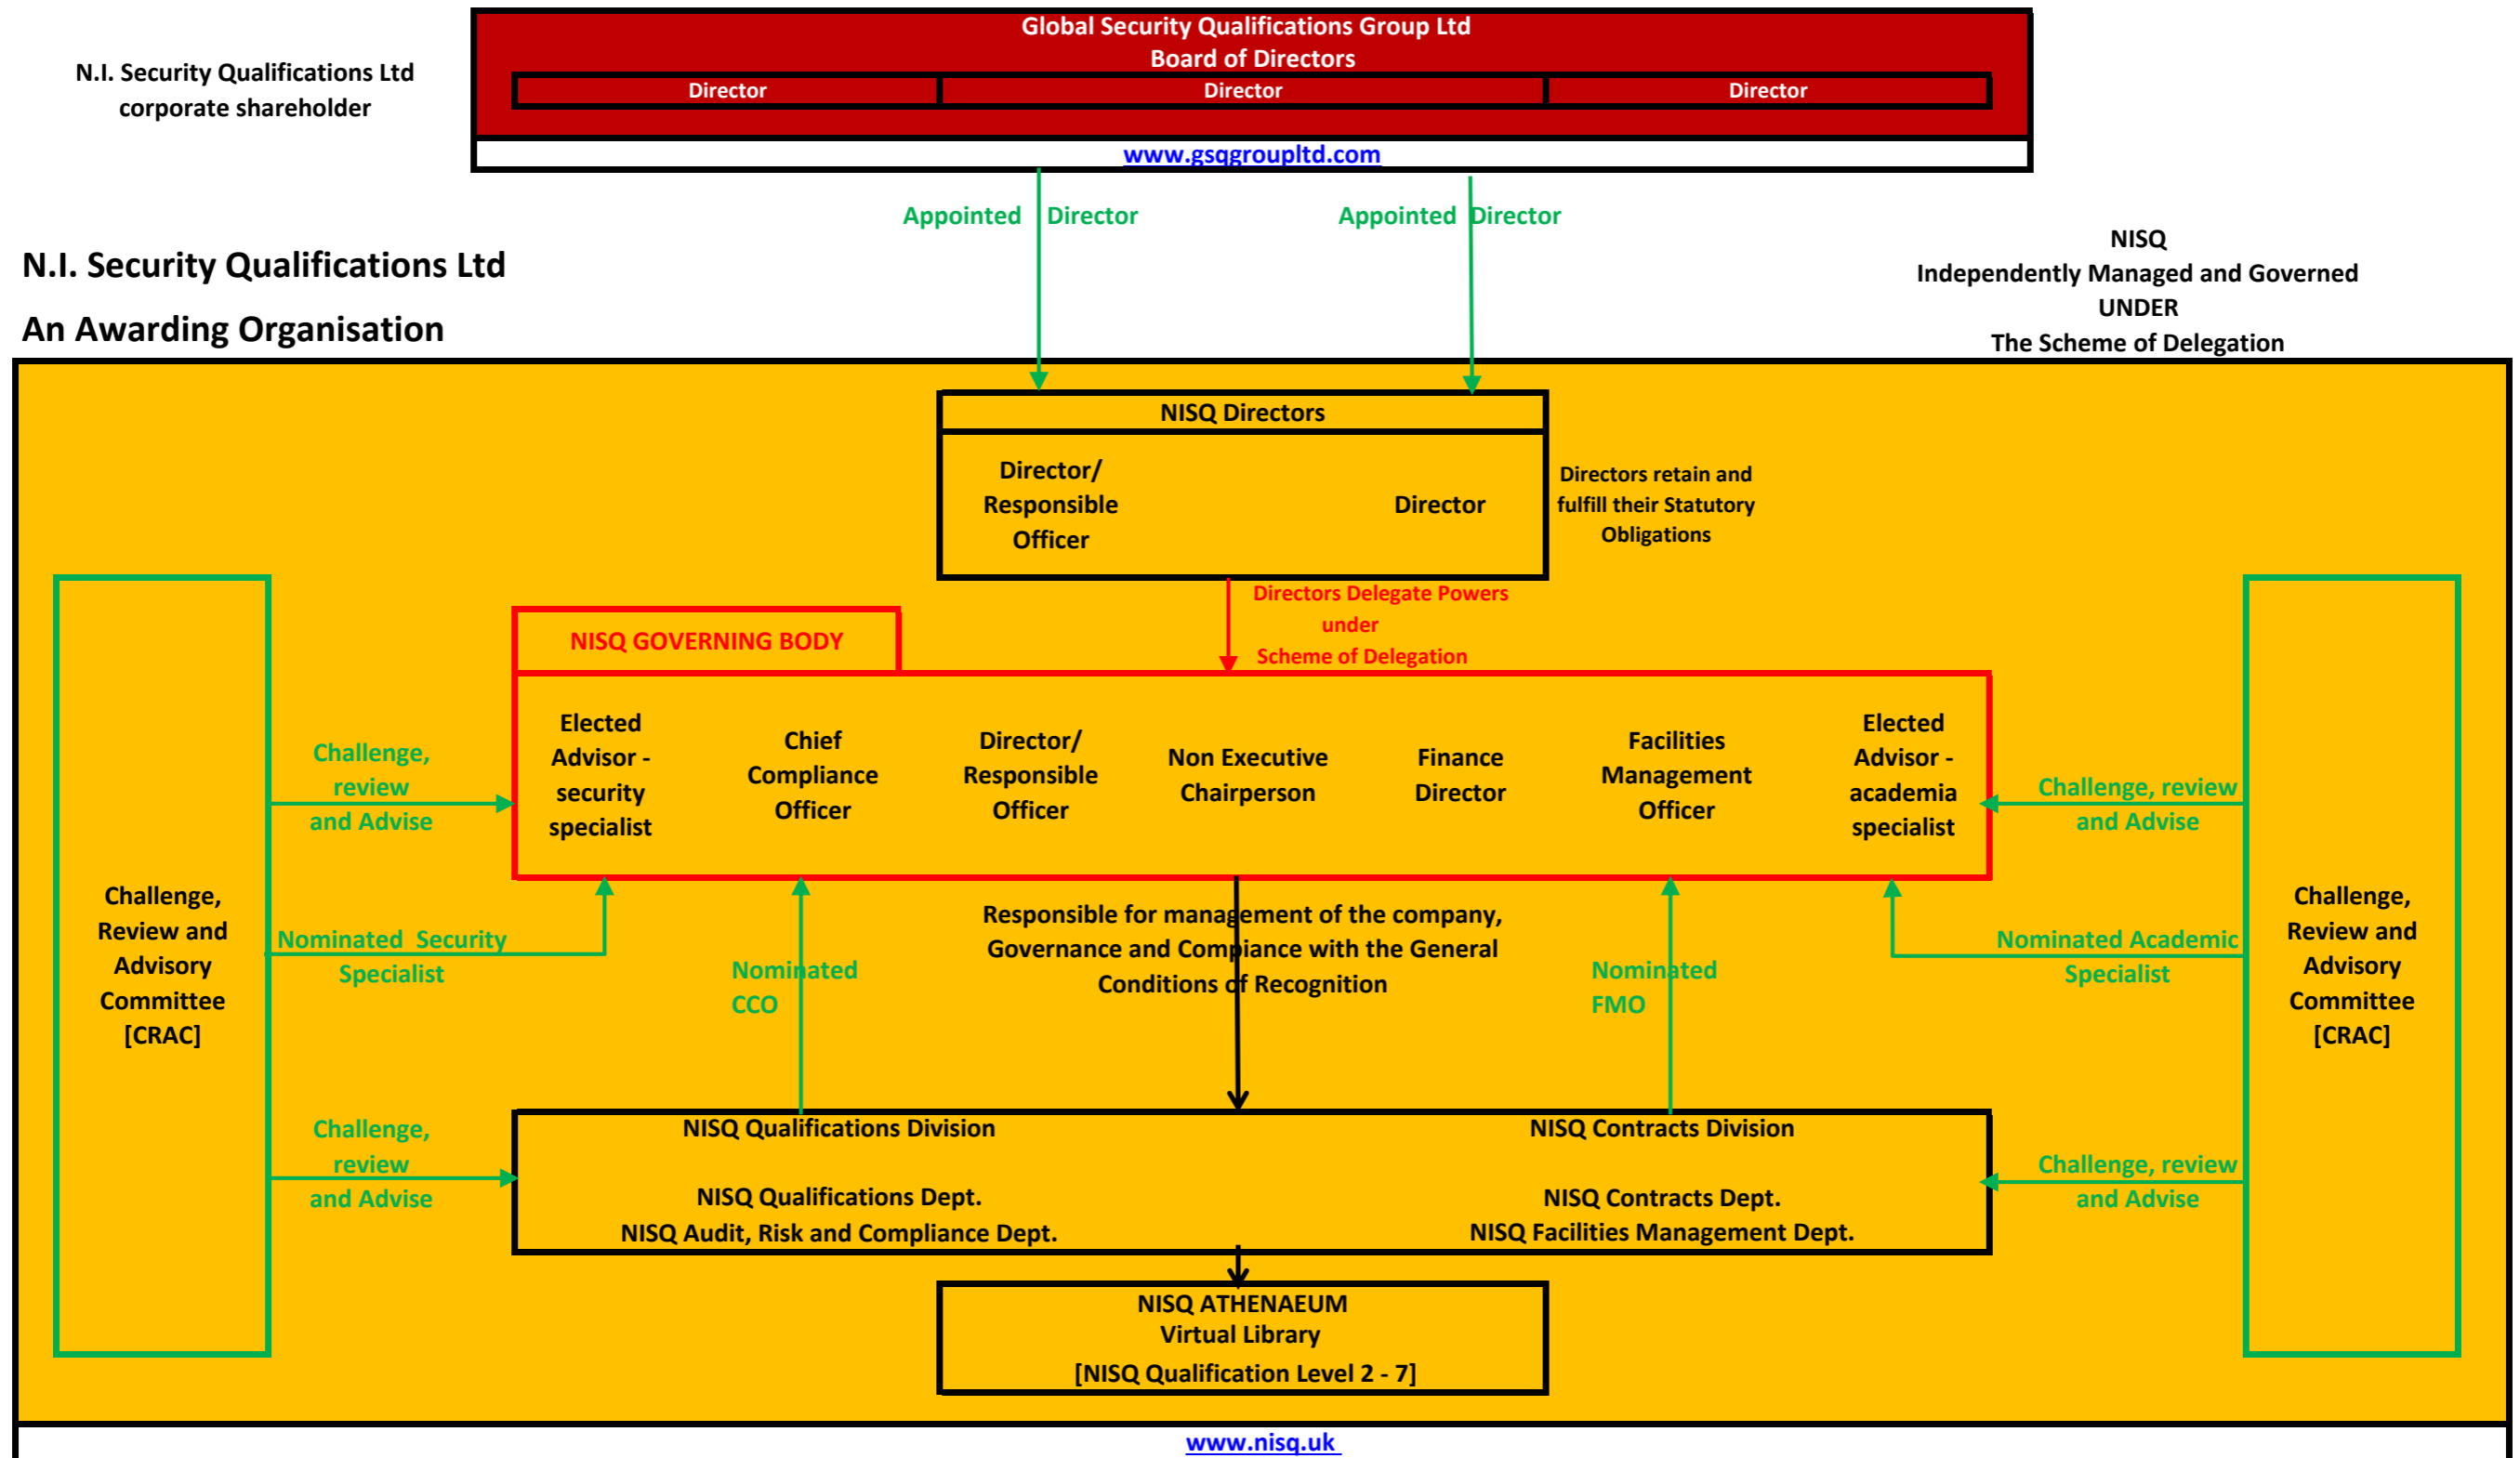 Global Security Qualifications Group Ltd
Board of Directors
N.I. Security Qualifications Ltd
corporate shareholder
Director
Director
Director
www.gsqgroupltd.com
Appointed Director
Appointed Director
N.I. Security Qualifications Ltd
An Awarding Organisation
NISQ
Independently Managed and Governed
UNDER
The Scheme of Delegation
NISQ Directors
Director/
Responsible
Officer
Director
Directors retain and
fulfill their Statutory
Obligations
Directors Delegate Powers
under
Scheme of Delegation
NISQ GOVERNING BODY
Elected
Advisor -
security
specialist
Chief
Compliance
Officer
Director/
Responsible
Officer
Non Executive
Chairperson
Finance
Director
Facilities
Management
Officer
Elected
Advisor -
academia
specialist
Challenge,
review
and Advise
Challenge, review
and Advise
Challenge,
Review and
Advisory
Committee
[CRAC]
Nominated Security
Specialist
Nominated
CCO
Responsible for management of the company,
Governance and Compliance with the General
Conditions of Recognition
Nominated
FMO
Nominated Academic
Specialist
Challenge,
Review and
Advisory
Committee
[CRAC]
Challenge,
review
and Advise
NISQ Qualifications Division
NISQ Qualifications Dept.
NISQ Audit, Risk and Compliance Dept.
NISQ Contracts Division
NISQ Contracts Dept.
NISQ Facilities Management Dept.
Challenge, review
and Advise
NISQ ATHENAEUM
Virtual Library
[NISQ Qualification Level 2 - 7]
www.nisq.uk